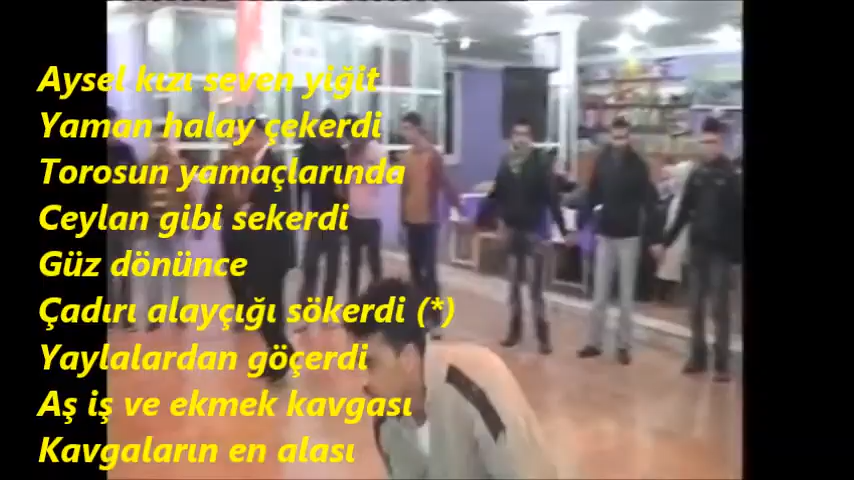 Aysel kızı seven yiğit
Yaman halay çekerdi
Torosun yamaçlarında
Ceylan gibi sekerdi
Güz dönünce
Çadırı alayçığı sökerdi (*)
Yaylalardan göçerdi
Aş iş ve ekmek kavgası
Kavgaların en alası